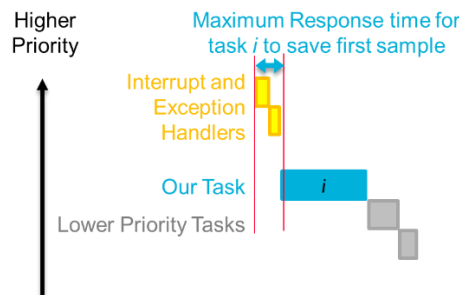 Higher
Priority
Maximum Response time for
task i to save first sample
Interrupt and
Exception
Handlers
Our Task
i
Lower Priority Tasks